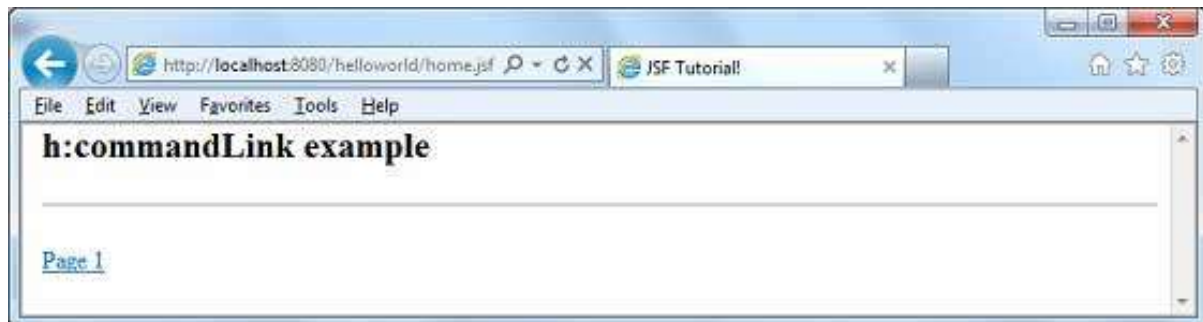 http://localhost:8080/helloworld/home.jsf
JSF Tutorial!
File Edit View Favorites Tools Help
h:commandLink example
Page 1